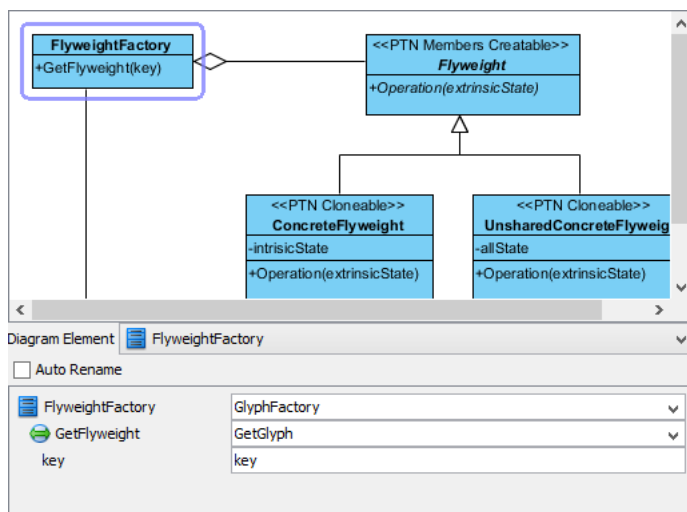 FlyweightFactory
+GetFlyweight(key)
<<PTN Members Creatable>>
Flyweight
+Operation(extrinsicState)
<<PTN Cloneable>>
ConcreteFlyweight
-intrisicState
+Operation(extrinsicState)
<<PTN Cloneable>>
UnsharedConcreteFlyweig
-allState
+Operation(extrinsicState)
Diagram Element FlyweightFactory
Auto Rename
FlyweightFactory GlyphFactory
GetFlyweight GetGlyph
key key